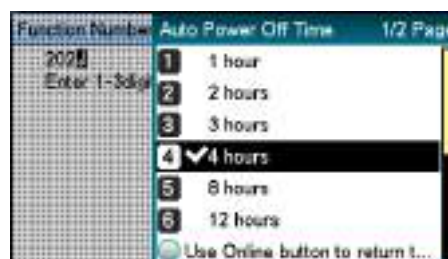 Function Number
202
Enter 1-3digi
Auto Power Off Time 1/2 Page
1 1 hour
2 2 hours
3 3 hours
4 4 hours
5 8 hours
6 12 hours
Use Online button to return t...